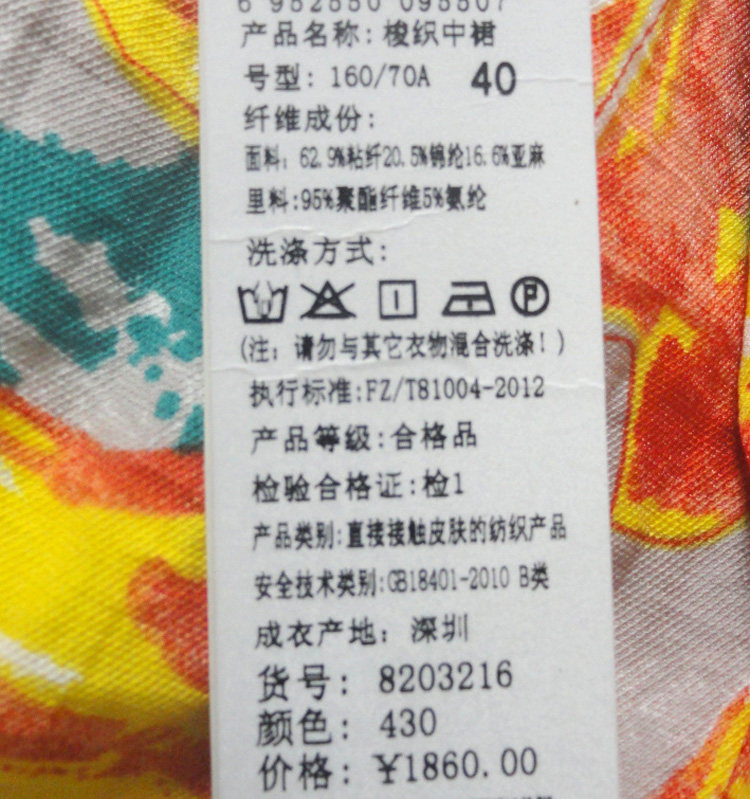 6 952550 095507
产品名称: 梭织中裙
号型: 160/70A 40
纤维成份:
面料: 62.9%粘纤20.5%锦纶16.6%亚麻
里料:95%聚酯纤维5%氨纶
洗涤方式:
P
(注: 请勿与其它衣物混合洗涤!)
执行标准:FZ/T81004-2012
产品等级:合格品
检验合格证:检1
产品类别:直接接触皮肤的纺织产品
安全技术类别:GB18401-2010 B类
成衣产地: 深圳
货号: 8203216
颜色: 430
价格: ¥1860.00